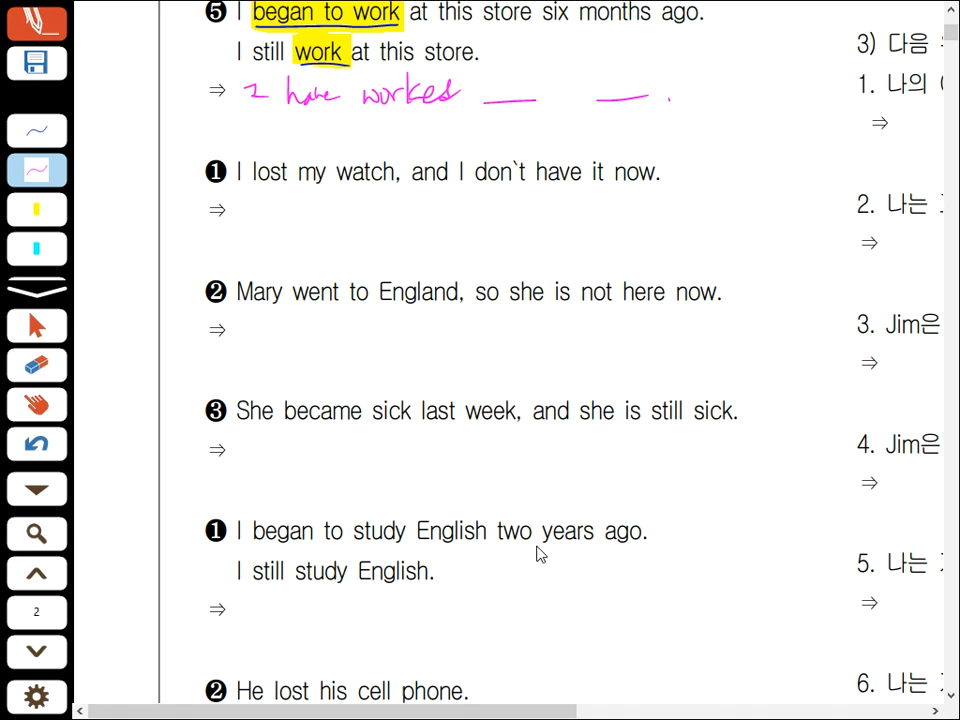 ❺ I began to work at this store six months ago.
I still work at this store.
⇒ I have worked ___ ___.
❶ I lost my watch, and I don`t have it now.
⇒
❷ Mary went to England, so she is not here now.
⇒
❸ She became sick last week, and she is still sick.
⇒
❶ I began to study English two years ago.
I still study English.
⇒
❷ He lost his cell phone.
3) 다음
1. 나의
⇒
2. 나는
⇒
3. Jim은
⇒
4. Jim은
⇒
5. 나는
⇒
6. 나는
2